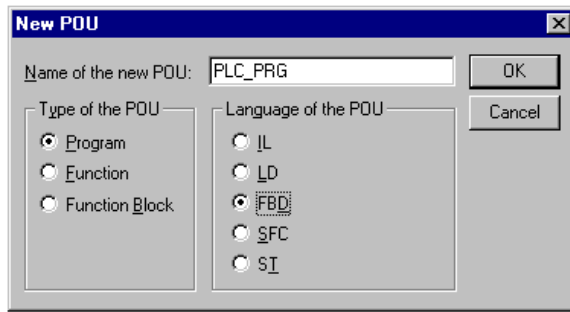 New POU
Name of the new POU: PLC_PRG OK
Type of the POU Language of the POU Cancel
Program IL
Function LD
Function Block FBD
SFC
ST